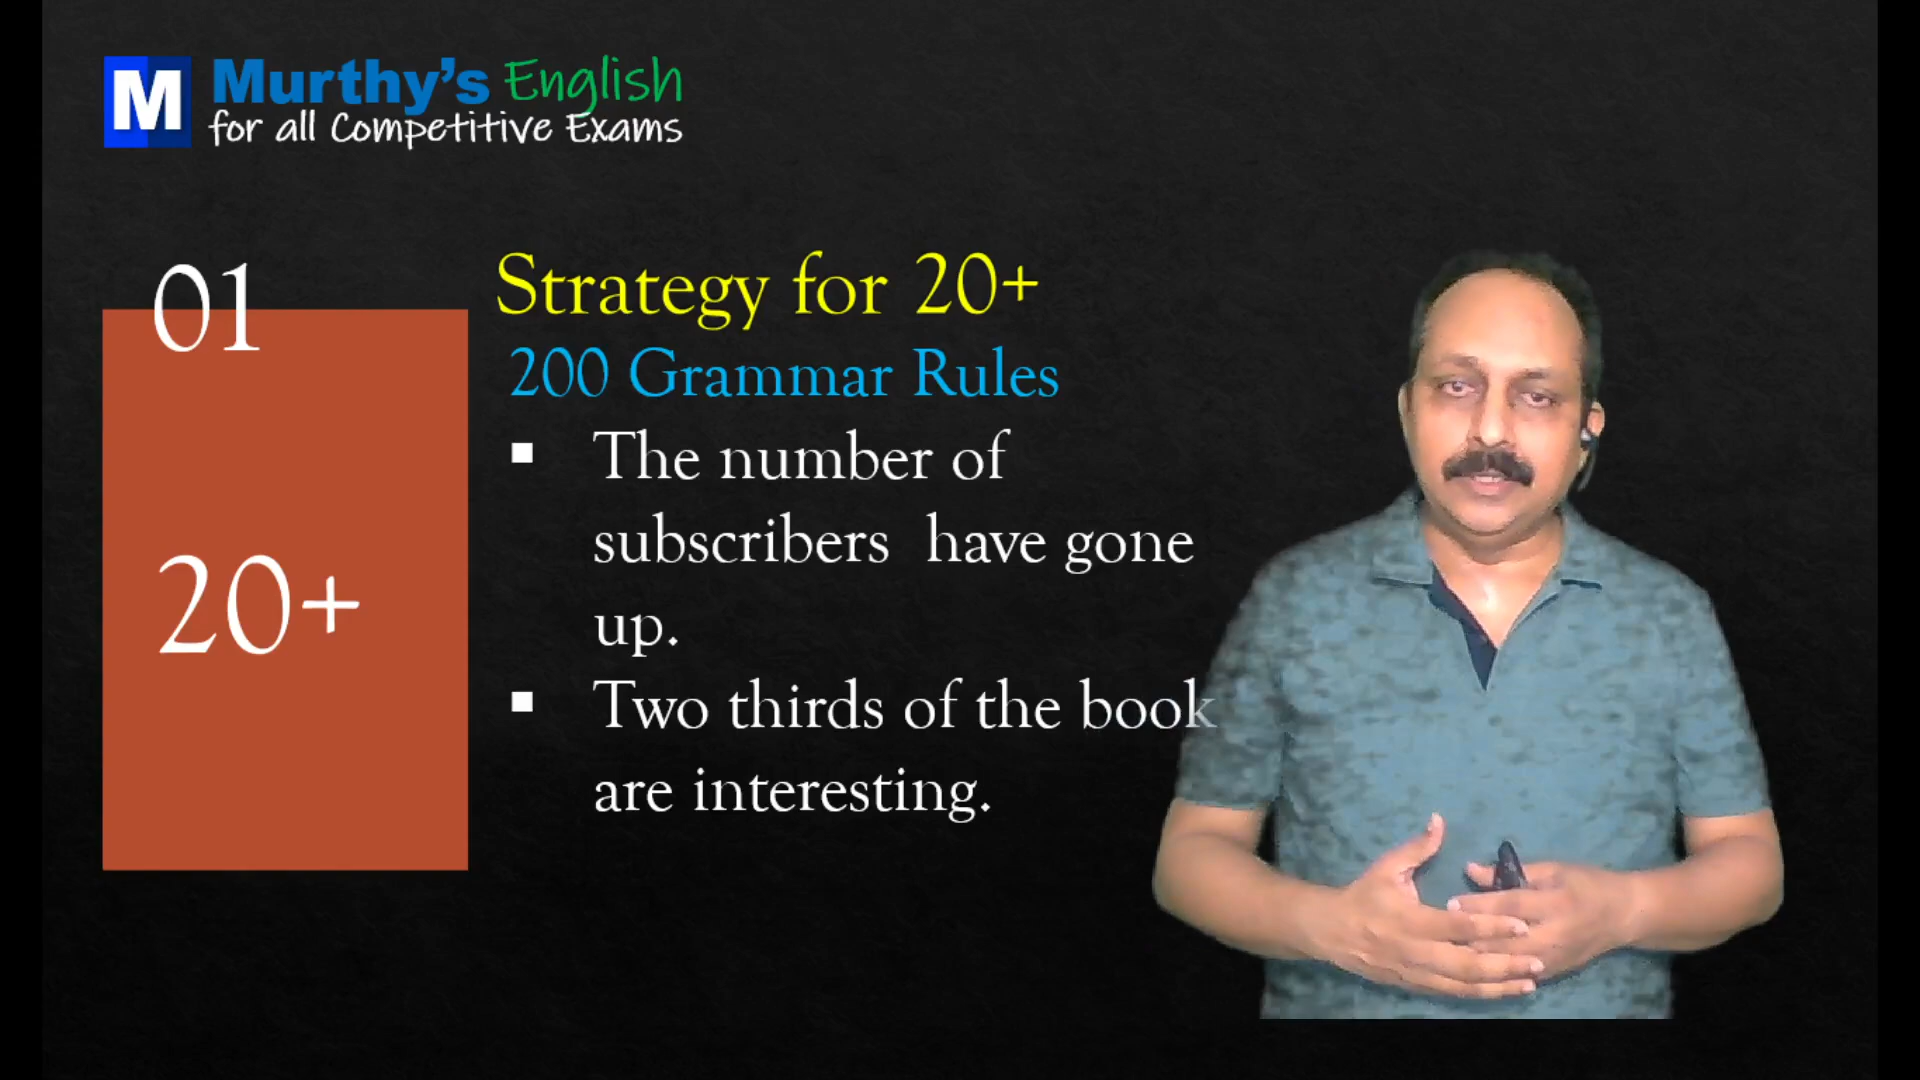 M
Murthy's English
for all Competitive Exams
01
20+
Strategy for 20+
200 Grammar Rules
▪ The number of
subscribers have gone
up.
▪ Two thirds of the book
are interesting.